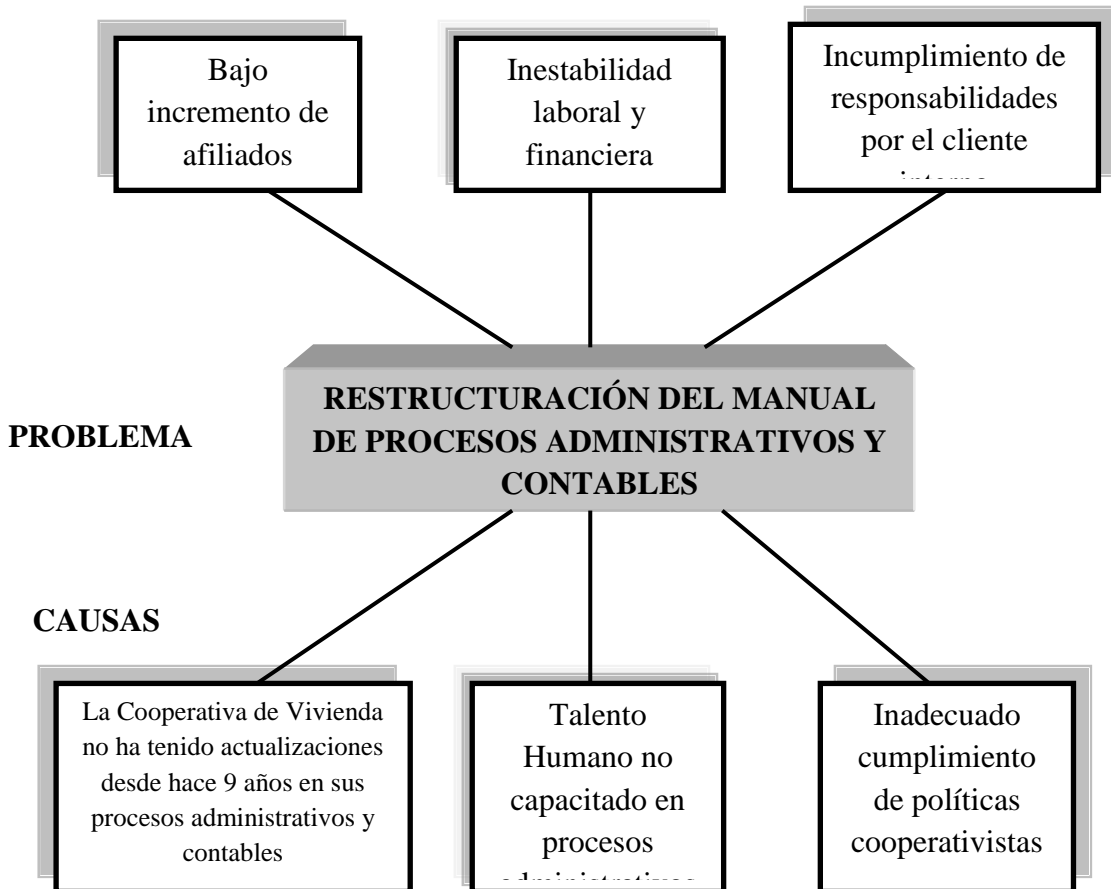 Bajo
incremento de
afiliados
Inestabilidad
laboral y
financiera
Incumplimiento de
responsabilidades
por el cliente
PROBLEMA
RESTRUCTURACIÓN DEL MANUAL
DE PROCESOS ADMINISTRATIVOS Y
CONTABLES
CAUSAS
La Cooperativa de Vivienda
no ha tenido actualizaciones
desde hace 9 años en sus
procesos administrativos y
contables
Talento
Humano no
capacitado en
procesos
Inadecuado
cumplimiento
de políticas
cooperativistas